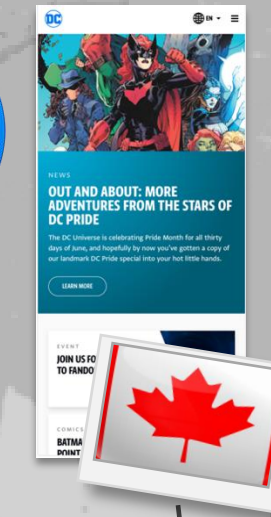 DC
EN
NEWS
OUT AND ABOUT: MORE
ADVENTURES FROM THE STARS OF
DC PRIDE
The DC Universe is celebrating Pride Month for all thirty
days of June, and hopefully by now you've gotten a copy of
our landmark DC Pride special into your hot little hands.
LEARN MORE
EVENT
JOIN US FO
TO FANDO
COMICS
BATMA
POINT